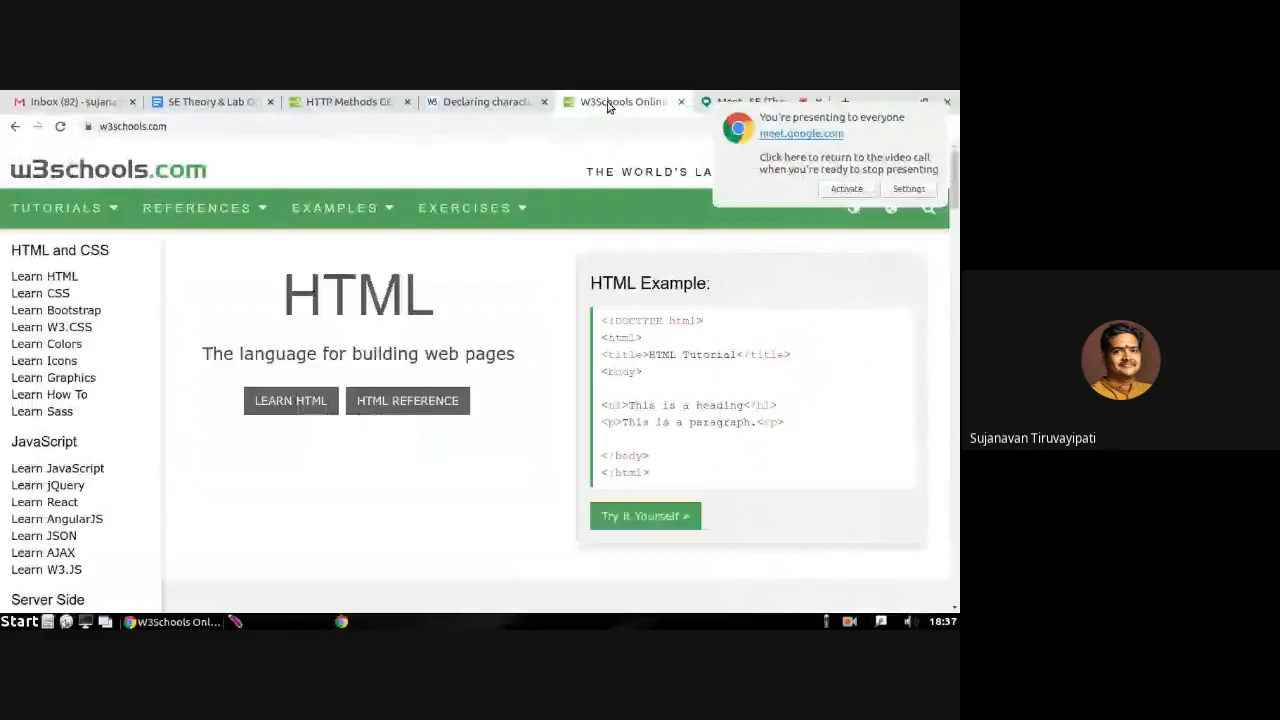 Inbox (82) - sujana
SE Theory & Lab O
HTTP Methods GE
Declaring charact
W3Schools Online
w3schools.com
You're presenting to everyone
meet.google.com
Click here to return to the video call
when you're ready to stop presenting
Activate
Settings
w3schools.com
THE WORLD'S LA
TUTORIALS
REFERENCES
EXAMPLES
EXERCISES
HTML and CSS
Learn HTML
Learn CSS
Learn Bootstrap
Learn W3.CSS
Learn Colors
Learn Icons
Learn Graphics
Learn How To
Learn Sass
JavaScript
Learn JavaScript
Learn jQuery
Learn React
Learn AngularJS
Learn JSON
Learn AJAX
Learn W3.JS
Server Side
HTML
The language for building web pages
LEARN HTML
HTML REFERENCE
HTML Example:
<!DOCTYPE html>
<html>
<title>HTML Tutorial</title>
<body>
<h1>This is a heading</h1>
<p>This is a paragraph.</p>
</body>
</html>
Try it Yourself »
Sujanavan Tiruvayipati
Start
W3Schools Onl...
18:37